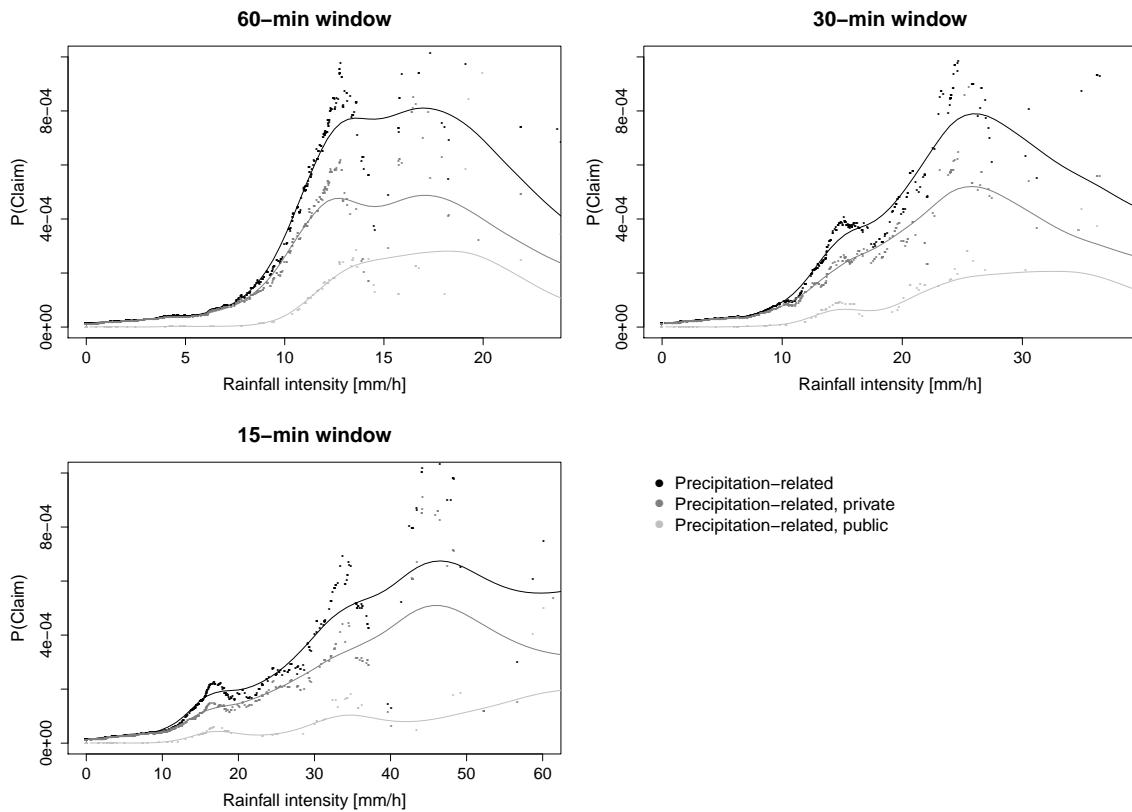 60−min window
P(Claim)
0e+00 4e−04 8e−04
0 5 10 15 20
Rainfall intensity [mm/h]
30−min window
P(Claim)
0e+00 4e−04 8e−04
0 10 20 30
Rainfall intensity [mm/h]
15−min window
P(Claim)
0e+00 4e−04 8e−04
0 10 20 30 40 50 60
Rainfall intensity [mm/h]
Precipitation−related
Precipitation−related, private
Precipitation−related, public